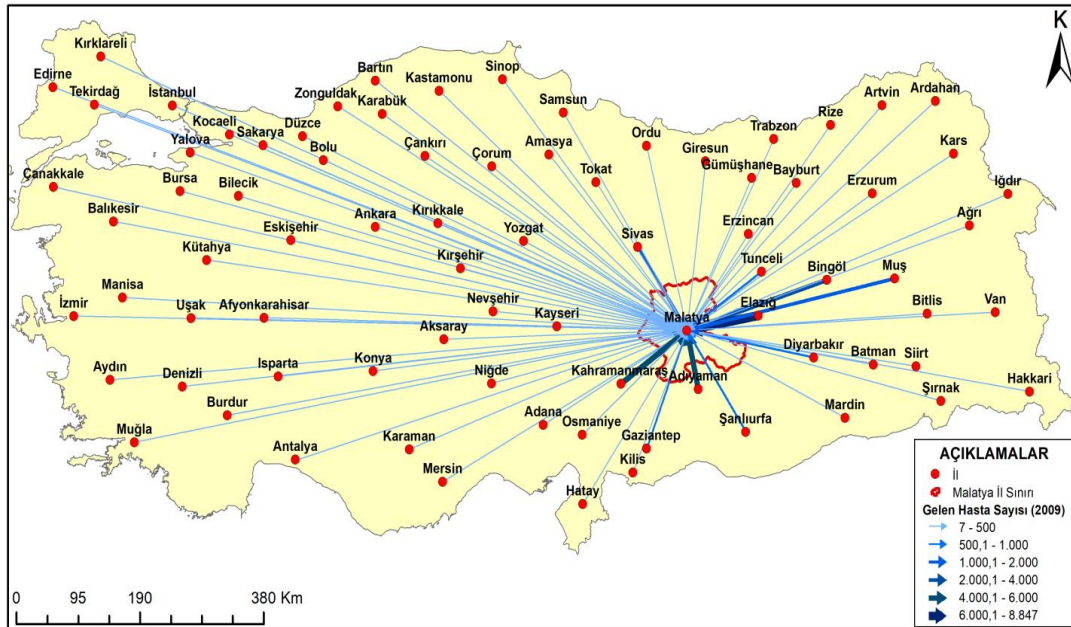 K
Kırklareli
Edirne
Tekirdağ
İstanbul
Kocaeli
Sakarya
Yalova
Düzce
Bolu
Zonguldak
Bartın
Karabük
Kastamonu
Sinop
Samsun
Çankırı
Çorum
Amasya
Tokat
Ordu
Giresun
Gümüşhane
Trabzon
Bayburt
Rize
Artvin
Ardahan
Kars
Iğdır
Erzurum
Ağrı
Çanakkale
Balıkesir
Bursa
Bilecik
Eskişehir
Kütahya
Ankara
Kırıkkale
Kırşehir
Yozgat
Sivas
Erzincan
Tunceli
Bingöl
Muş
Elazığ
Malatya
Bitlis
Van
Manisa
İzmir
Uşak
Afyonkarahisar
Nevşehir
Kayseri
Aksaray
Diyarbakır
Batman
Siirt
Aydın
Denizli
Isparta
Konya
Niğde
Kahramanmaraş
Adıyaman
Şırnak
Hakkari
Mardin
Burdur
Muğla
Antalya
Karaman
Mersin
Adana
Osmaniye
Gaziantep
Kilis
Şanlıurfa
Hatay
AÇIKLAMALAR
İl
Malatya İl Sınırı
Gelen Hasta Sayısı (2009)
7 - 500
500,1 - 1.000
1.000,1 - 2.000
2.000,1 - 4.000
4.000,1 - 6.000
6.000,1 - 8.847
0 95 190 380 Km